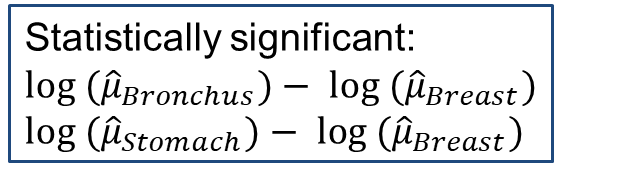 Statistically significant:
log (μ̂_Bronchus) − log (μ̂_Breast)
log (μ̂_Stomach) − log (μ̂_Breast)